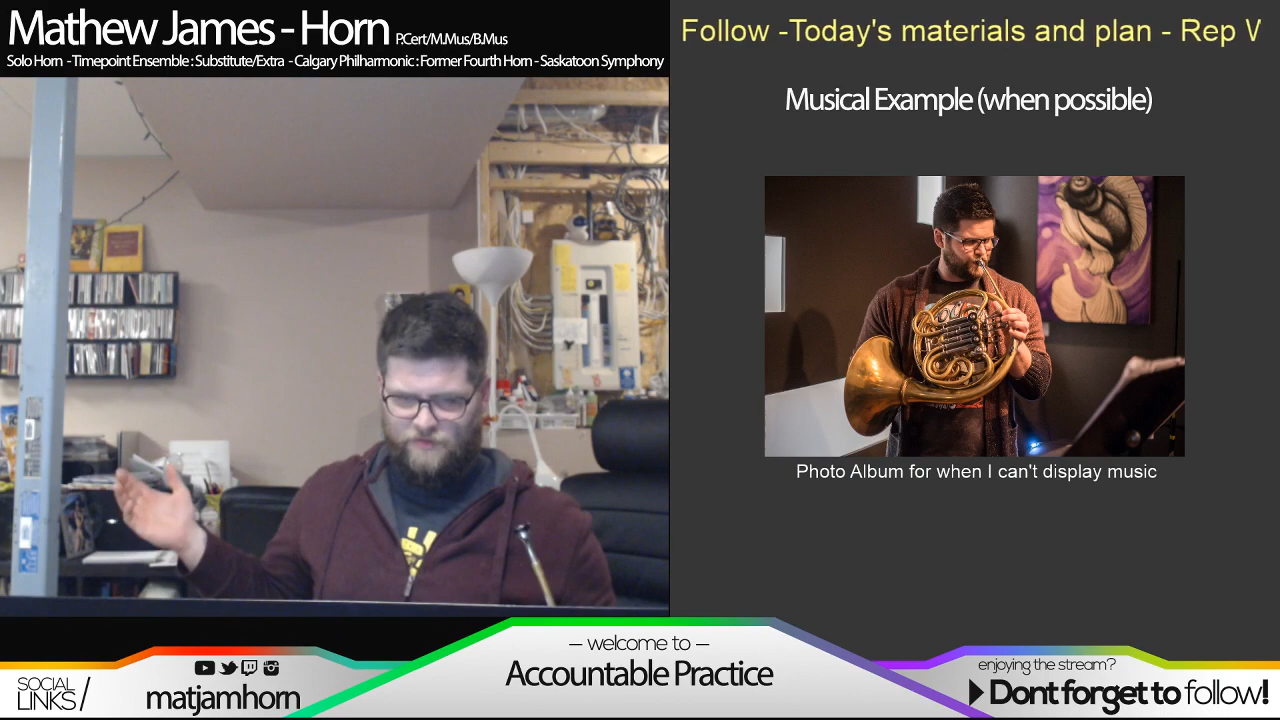 Mathew James - Horn P.Cert/M.Mus/B.Mus
Solo Horn - Timepoint Ensemble : Substitute/Extra - Calgary Philharmonic : Former Fourth Horn - Saskatoon Symphony
Follow -Today's materials and plan - Rep
Musical Example (when possible)
Photo Album for when I can't display music
– welcome to –
Accountable Practice
SOCIAL
LINKS /
matjamhorn
enjoying the stream?
Dont forget to follow!